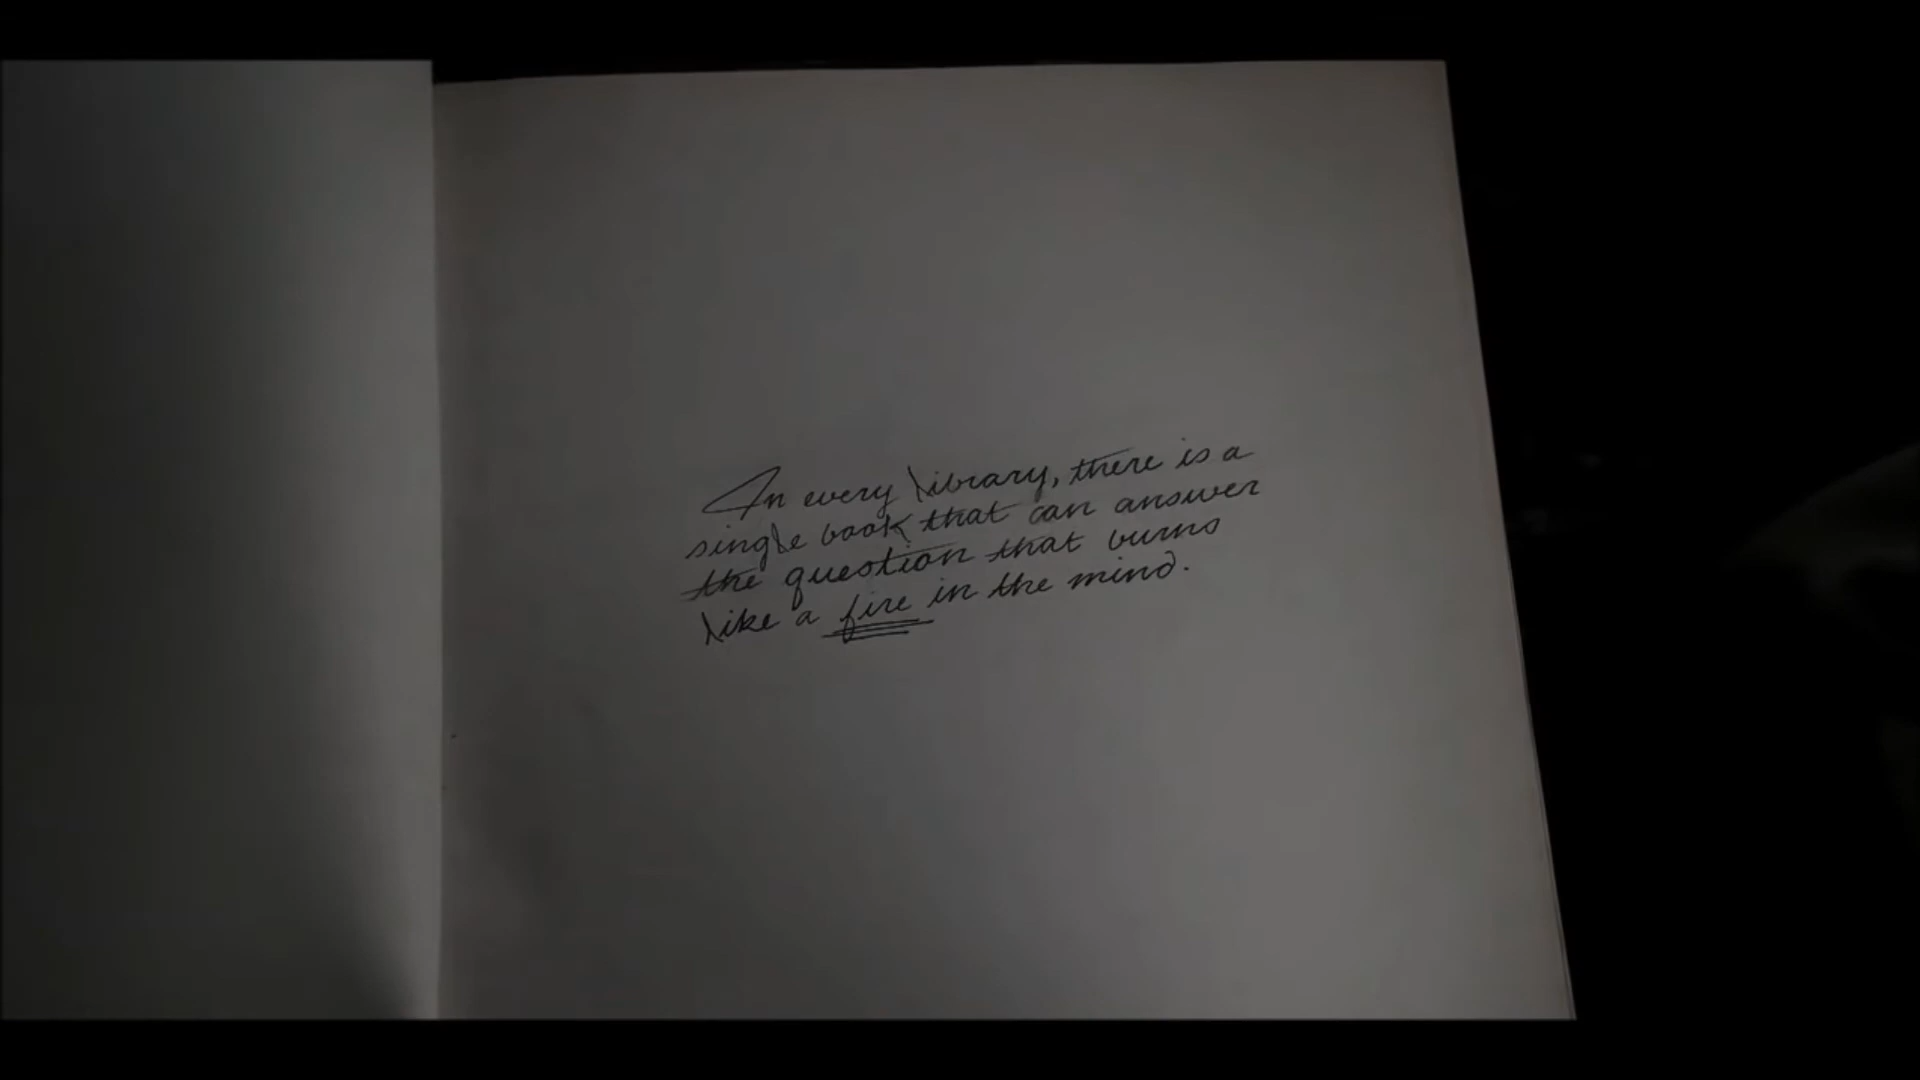 In every library, there is a
single book that can answer
the question that burns
like a fire in the mind.